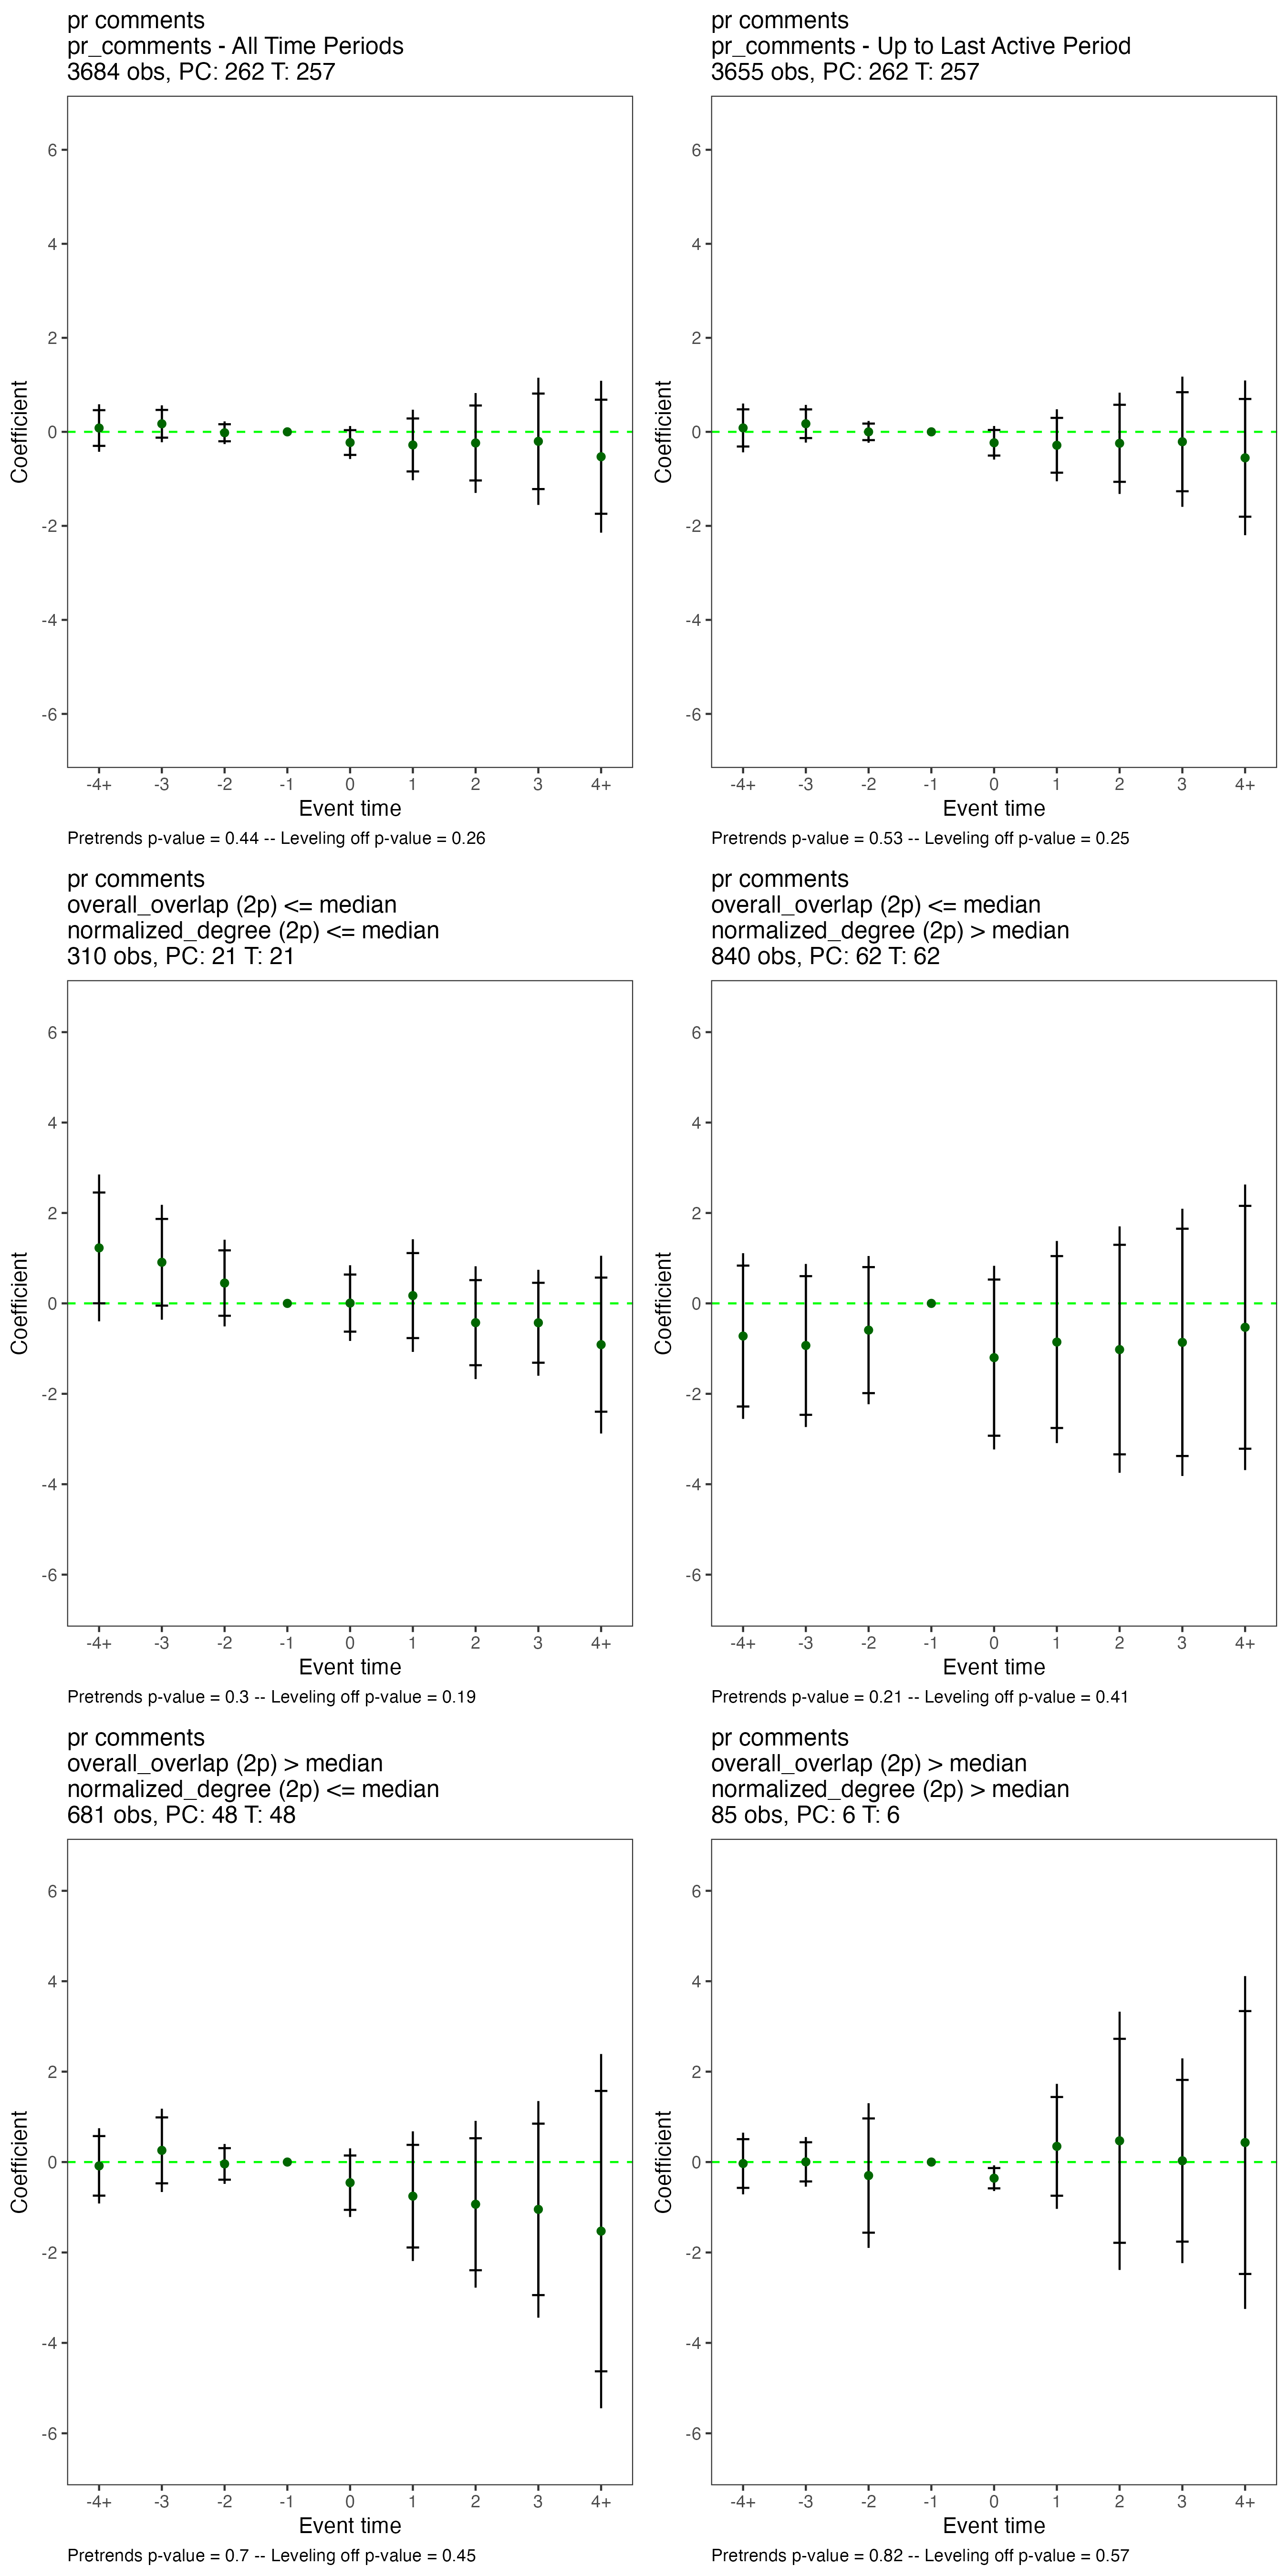 pr comments
pr_comments - All Time Periods
3684 obs, PC: 262 T: 257
6
4
2
0
-2
-4
-6
Coefficient
-4+ -3 -2 -1 0 1 2 3 4+
Event time
Pretrends p-value = 0.44 -- Leveling off p-value = 0.26
pr comments
pr_comments - Up to Last Active Period
3655 obs, PC: 262 T: 257
6
4
2
0
-2
-4
-6
Coefficient
-4+ -3 -2 -1 0 1 2 3 4+
Event time
Pretrends p-value = 0.53 -- Leveling off p-value = 0.25
pr comments
overall_overlap (2p) <= median
normalized_degree (2p) <= median
310 obs, PC: 21 T: 21
6
4
2
0
-2
-4
-6
Coefficient
-4+ -3 -2 -1 0 1 2 3 4+
Event time
Pretrends p-value = 0.3 -- Leveling off p-value = 0.19
pr comments
overall_overlap (2p) <= median
normalized_degree (2p) > median
840 obs, PC: 62 T: 62
6
4
2
0
-2
-4
-6
Coefficient
-4+ -3 -2 -1 0 1 2 3 4+
Event time
Pretrends p-value = 0.21 -- Leveling off p-value = 0.41
pr comments
overall_overlap (2p) > median
normalized_degree (2p) <= median
681 obs, PC: 48 T: 48
6
4
2
0
-2
-4
-6
Coefficient
-4+ -3 -2 -1 0 1 2 3 4+
Event time
Pretrends p-value = 0.7 -- Leveling off p-value = 0.45
pr comments
overall_overlap (2p) > median
normalized_degree (2p) > median
85 obs, PC: 6 T: 6
6
4
2
0
-2
-4
-6
Coefficient
-4+ -3 -2 -1 0 1 2 3 4+
Event time
Pretrends p-value = 0.82 -- Leveling off p-value = 0.57